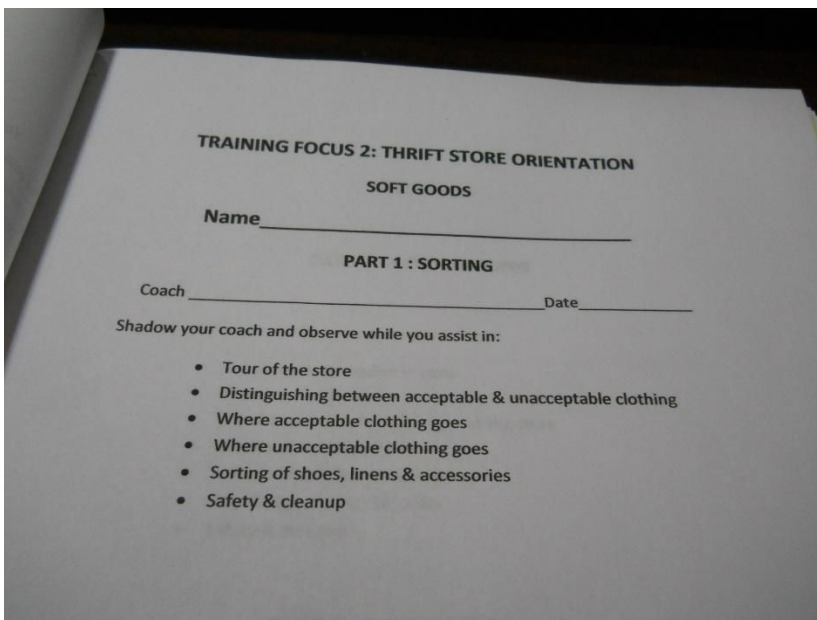 TRAINING FOCUS 2: THRIFT STORE ORIENTATION
SOFT GOODS
Name
PART 1 : SORTING
Coach Date
Shadow your coach and observe while you assist in:
• Tour of the store
• Distinguishing between acceptable & unacceptable clothing
• Where acceptable clothing goes
• Where unacceptable clothing goes
• Sorting of shoes, linens & accessories
• Safety & cleanup